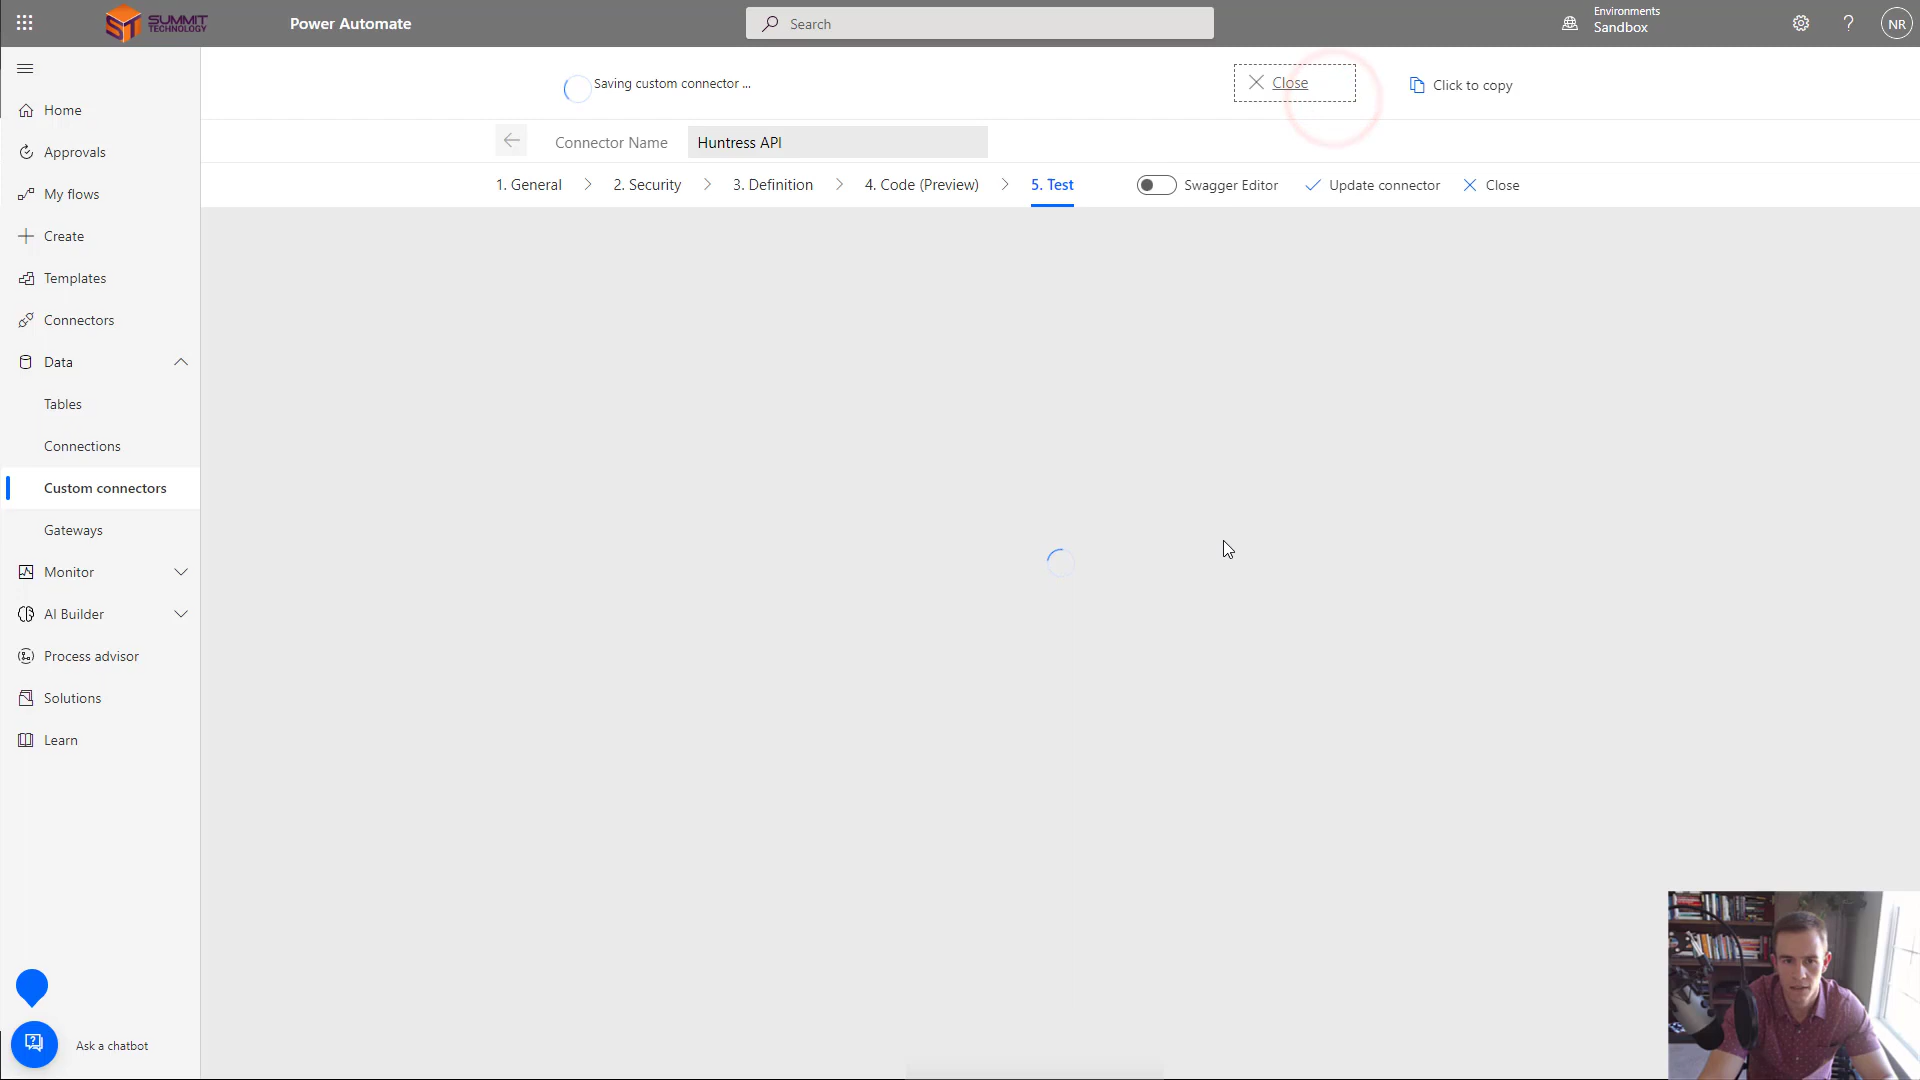 SUMMIT
TECHNOLOGY
Power Automate
Search
Environments
Sandbox
?
NR
Saving custom connector ...
Close
Click to copy
Connector Name
Huntress API
1. General
2. Security
3. Definition
4. Code (Preview)
5. Test
Swagger Editor
Update connector
Close
Home
Approvals
My flows
Create
Templates
Connectors
Data
Tables
Connections
Custom connectors
Gateways
Monitor
AI Builder
Process advisor
Solutions
Learn
Ask a chatbot